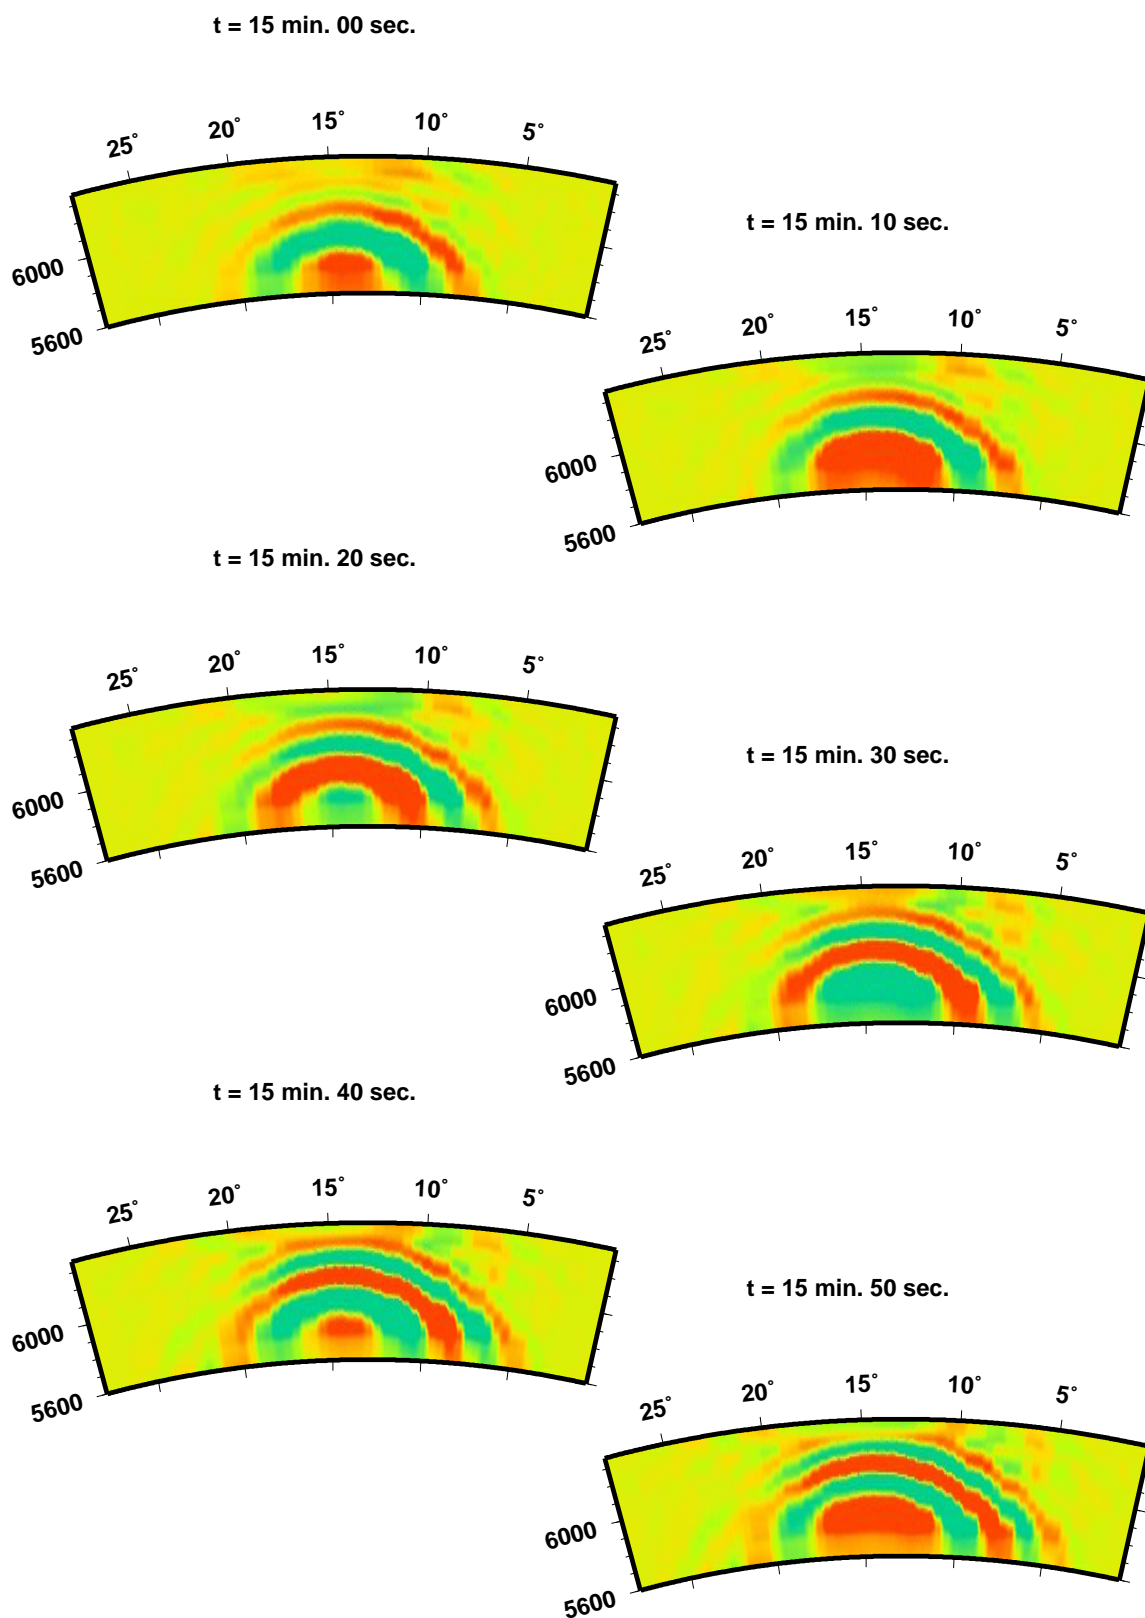 t = 15 min. 00 sec.
25° 20° 15° 10° 5°
6000
5600
t = 15 min. 10 sec.
25° 20° 15° 10° 5°
6000
5600
t = 15 min. 20 sec.
25° 20° 15° 10° 5°
6000
5600
t = 15 min. 30 sec.
25° 20° 15° 10° 5°
6000
5600
t = 15 min. 40 sec.
25° 20° 15° 10° 5°
6000
5600
t = 15 min. 50 sec.
25° 20° 15° 10° 5°
6000
5600